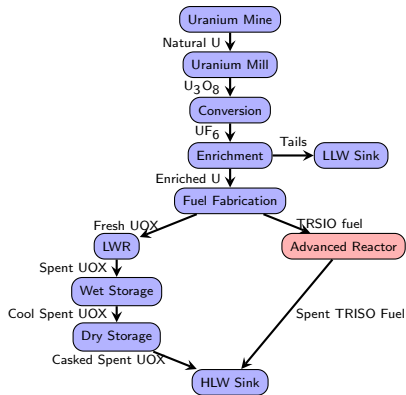 Uranium Mine
Natural U
Uranium Mill
U3O8
Conversion
UF6
Tails
Enrichment
LLW Sink
Enriched U
Fuel Fabrication
Fresh UOX
TRSIO fuel
LWR
Advanced Reactor
Spent UOX
Wet Storage
Cool Spent UOX
Spent TRISO Fuel
Dry Storage
Casked Spent UOX
HLW Sink